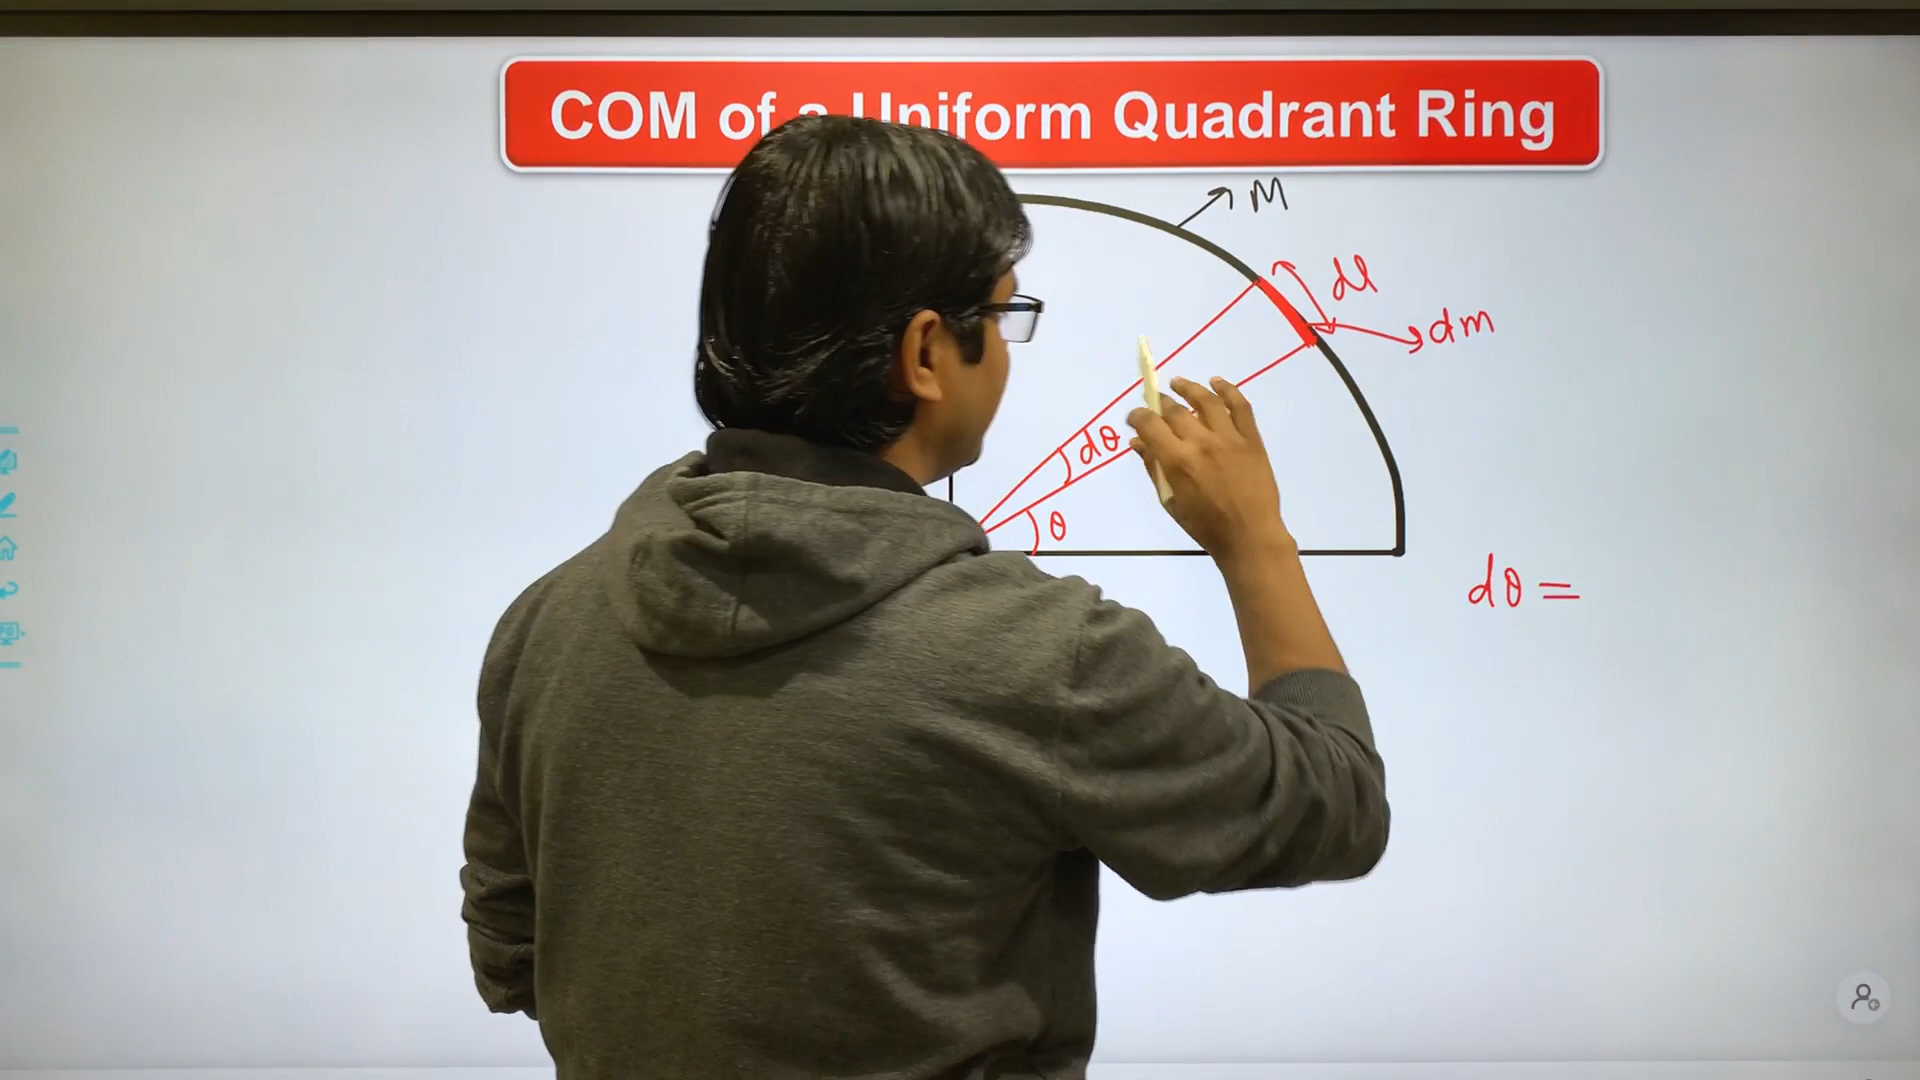 COM of a Uniform Quadrant Ring
M
dl
dm
dθ
θ
dθ =